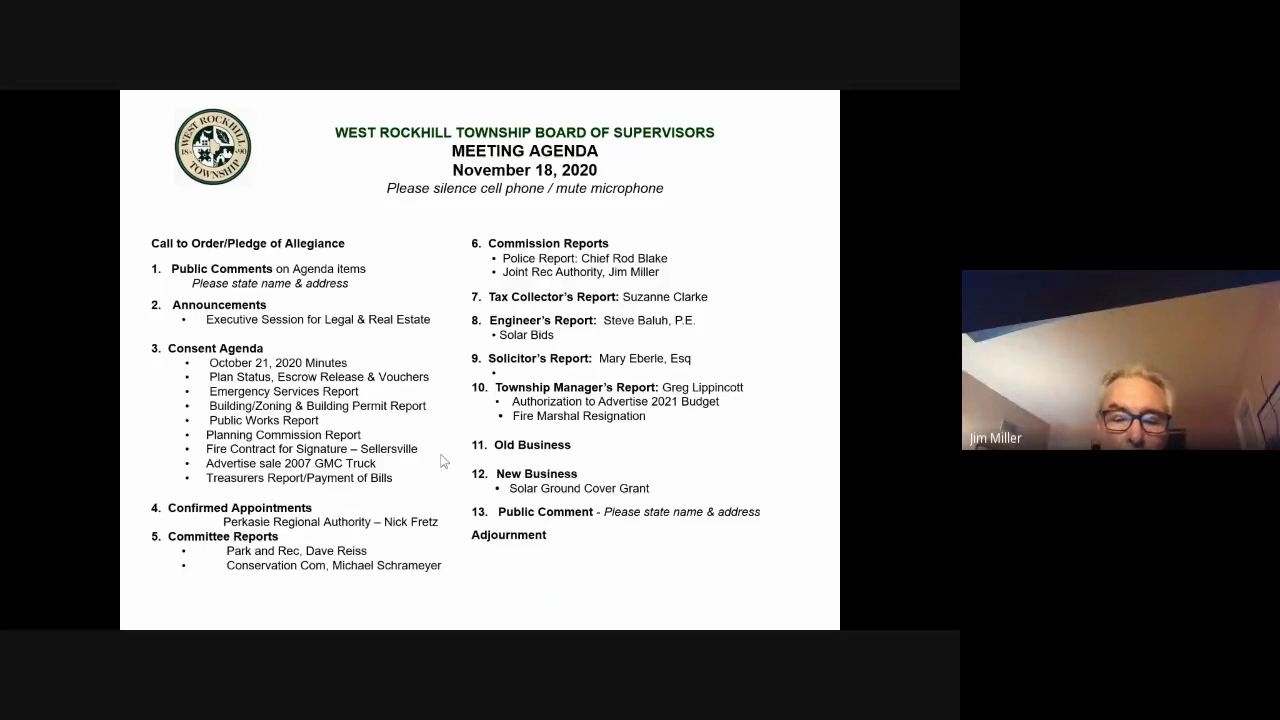 WEST ROCKHILL
18 90
TOWNSHIP
WEST ROCKHILL TOWNSHIP BOARD OF SUPERVISORS
MEETING AGENDA
November 18, 2020
Please silence cell phone / mute microphone
Call to Order/Pledge of Allegiance
1. Public Comments on Agenda items
Please state name & address
2. Announcements
• Executive Session for Legal & Real Estate
3. Consent Agenda
• October 21, 2020 Minutes
• Plan Status, Escrow Release & Vouchers
• Emergency Services Report
• Building/Zoning & Building Permit Report
• Public Works Report
• Planning Commission Report
• Fire Contract for Signature – Sellersville
• Advertise sale 2007 GMC Truck
• Treasurers Report/Payment of Bills
4. Confirmed Appointments
Perkasie Regional Authority – Nick Fretz
5. Committee Reports
• Park and Rec, Dave Reiss
• Conservation Com, Michael Schrameyer
6. Commission Reports
• Police Report: Chief Rod Blake
• Joint Rec Authority, Jim Miller
7. Tax Collector's Report: Suzanne Clarke
8. Engineer's Report: Steve Baluh, P.E.
• Solar Bids
9. Solicitor's Report: Mary Eberle, Esq
•
10. Township Manager's Report: Greg Lippincott
• Authorization to Advertise 2021 Budget
• Fire Marshal Resignation
11. Old Business
12. New Business
• Solar Ground Cover Grant
13. Public Comment - Please state name & address
Adjournment
Jim Miller